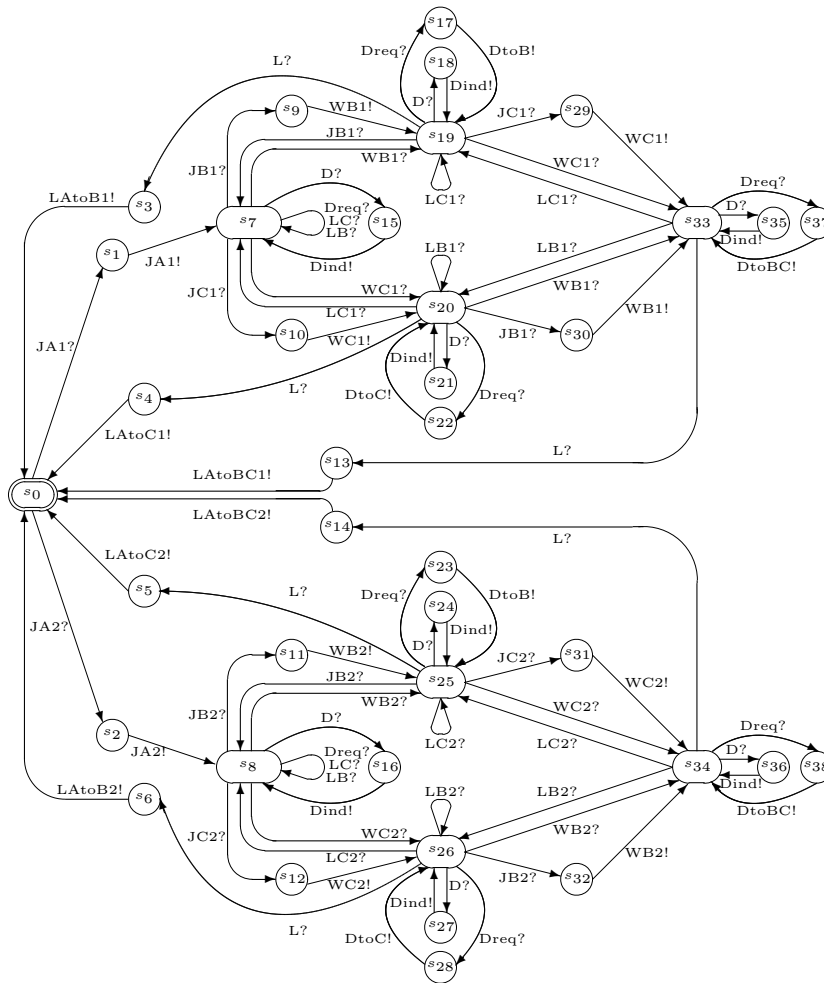 s17
Dreq?
DtoB!
L?
s18
D?
Dind!
s9
WB1!
JC1?
s29
s19
JB1?
WC1!
WB1?
WC1?
JB1?
D?
LC1?
LC1?
Dreq?
LAtoB1!
s3
D?
s7
Dreq?
LC?
LB?
s15
s33
s35
s37
Dind!
s1
JA1!
Dind!
LB1?
LB1?
DtoBC!
JC1?
WC1?
WB1?
LC1?
s20
WB1!
s10
WC1!
JB1?
s30
JA1?
Dind!
D?
L?
s21
s4
DtoC!
Dreq?
s22
LAtoC1!
L?
s13
LAtoBC1!
s0
LAtoBC2!
s14
L?
LAtoC2!
s23
Dreq?
DtoB!
s5
L?
s24
D?
Dind!
JA2?
s11
WB2!
JC2?
s31
s25
JB2?
WC2!
JB2?
WB2?
WC2?
s2
D?
LC2?
LC2?
Dreq?
JA2!
D?
s8
Dreq?
LC?
LB?
s16
s34
s36
s38
Dind!
Dind!
LAtoB2!
s6
LB2?
LB2?
DtoBC!
JC2?
WC2?
WB2?
LC2?
s26
WB2!
s12
WC2!
JB2?
s32
Dind!
D?
L?
s27
DtoC!
Dreq?
s28